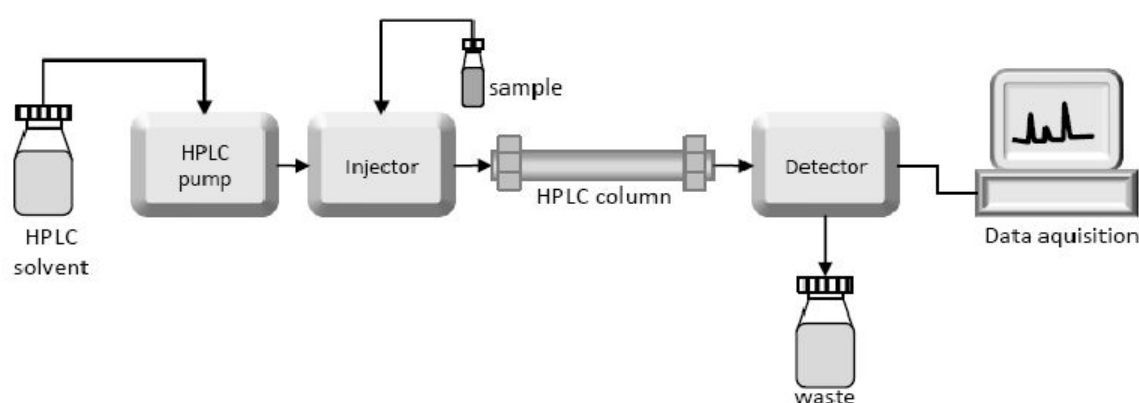 HPLC
solvent
HPLC
pump
Injector
sample
HPLC column
Detector
waste
Data aquisition